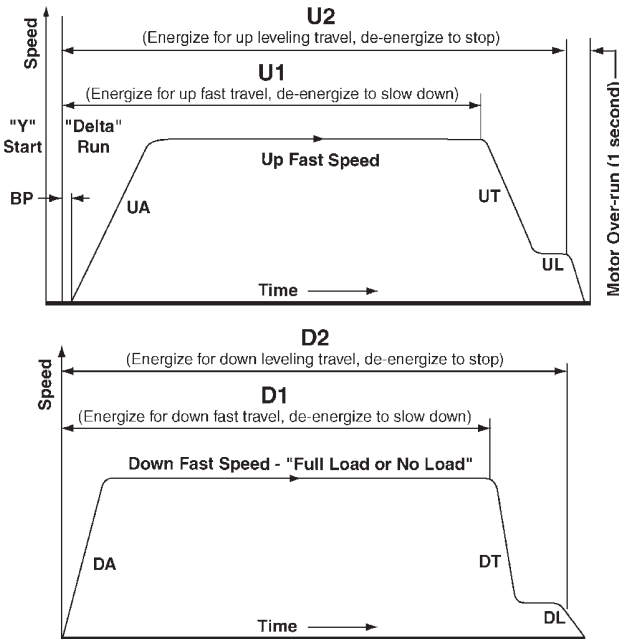 U2
(Energize for up leveling travel, de-energize to stop)
Speed
U1
(Energize for up fast travel, de-energize to slow down)
"Y" "Delta"
Start Run
Up Fast Speed
BP
UA
UT
UL
Time
Motor Over-run (1 second)
D2
(Energize for down leveling travel, de-energize to stop)
Speed
D1
(Energize for down fast travel, de-energize to slow down)
Down Fast Speed - "Full Load or No Load"
DA
DT
DL
Time